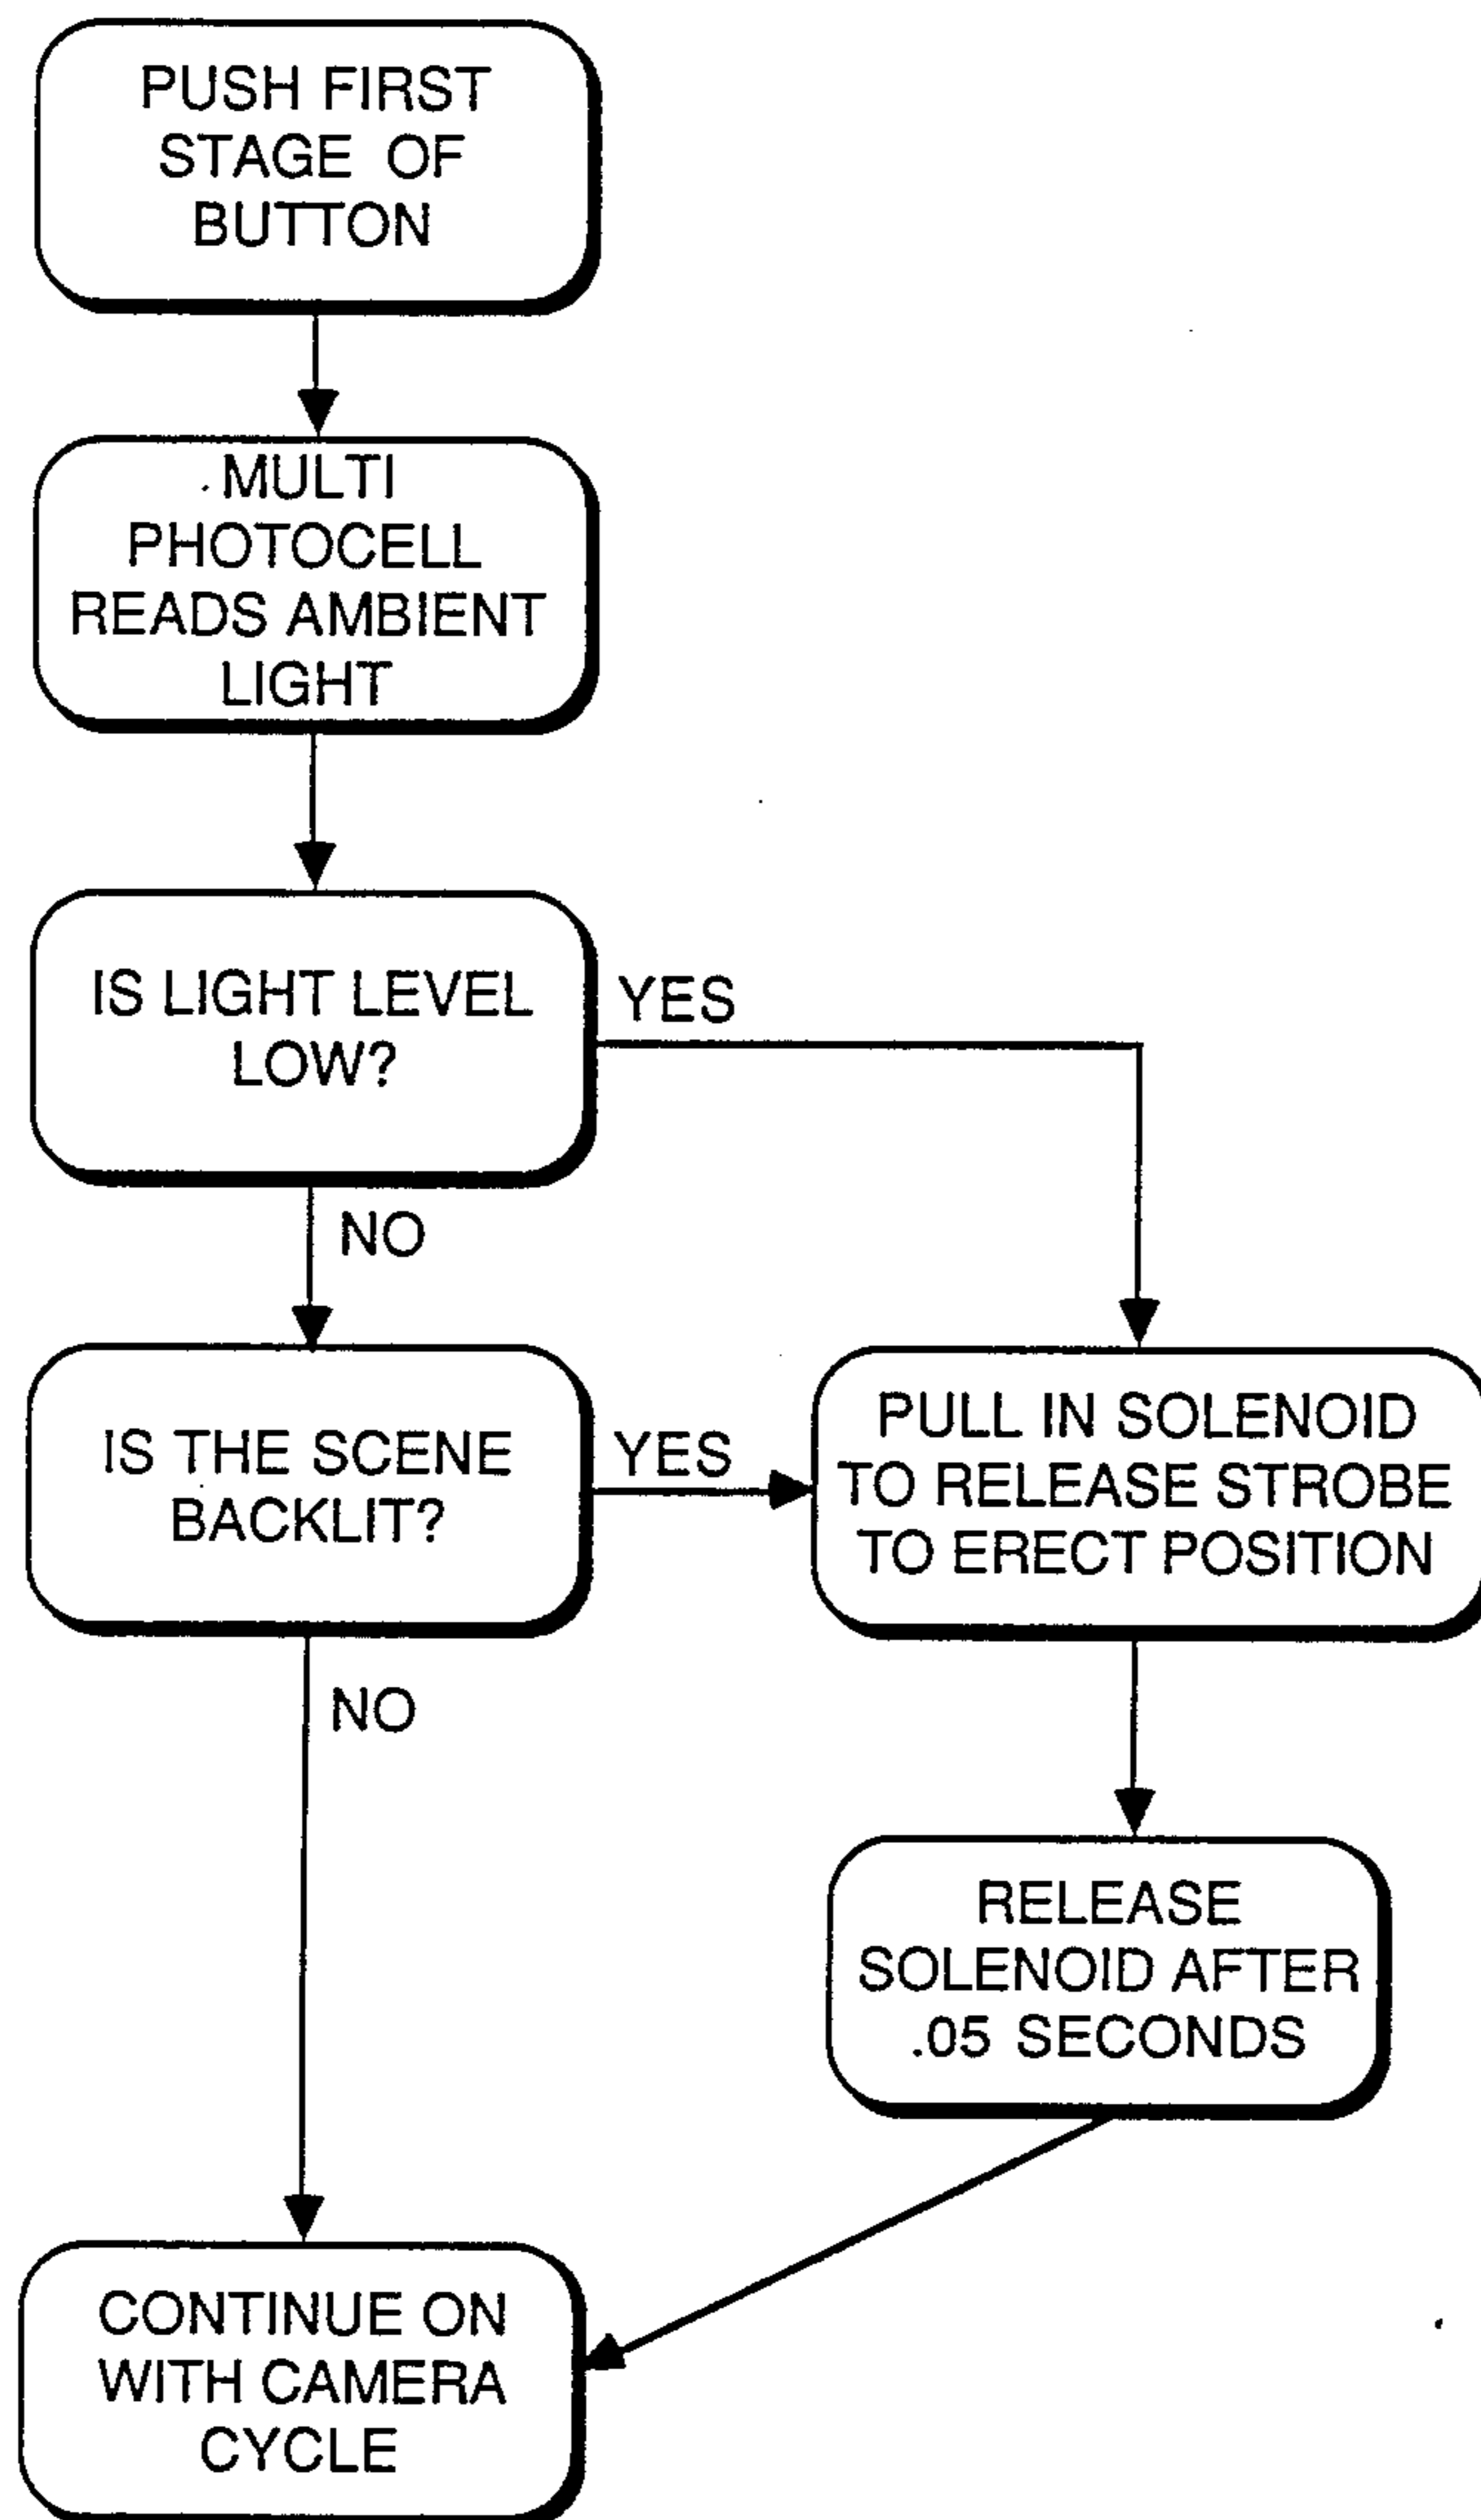 PUSH FIRST
STAGE OF
BUTTON
MULTI
PHOTOCELL
READS AMBIENT
LIGHT
IS LIGHT LEVEL
LOW?
YES
NO
IS THE SCENE
BACKLIT?
YES
PULL IN SOLENOID
TO RELEASE STROBE
TO ERECT POSITION
NO
RELEASE
SOLENOID AFTER
.05 SECONDS
CONTINUE ON
WITH CAMERA
CYCLE